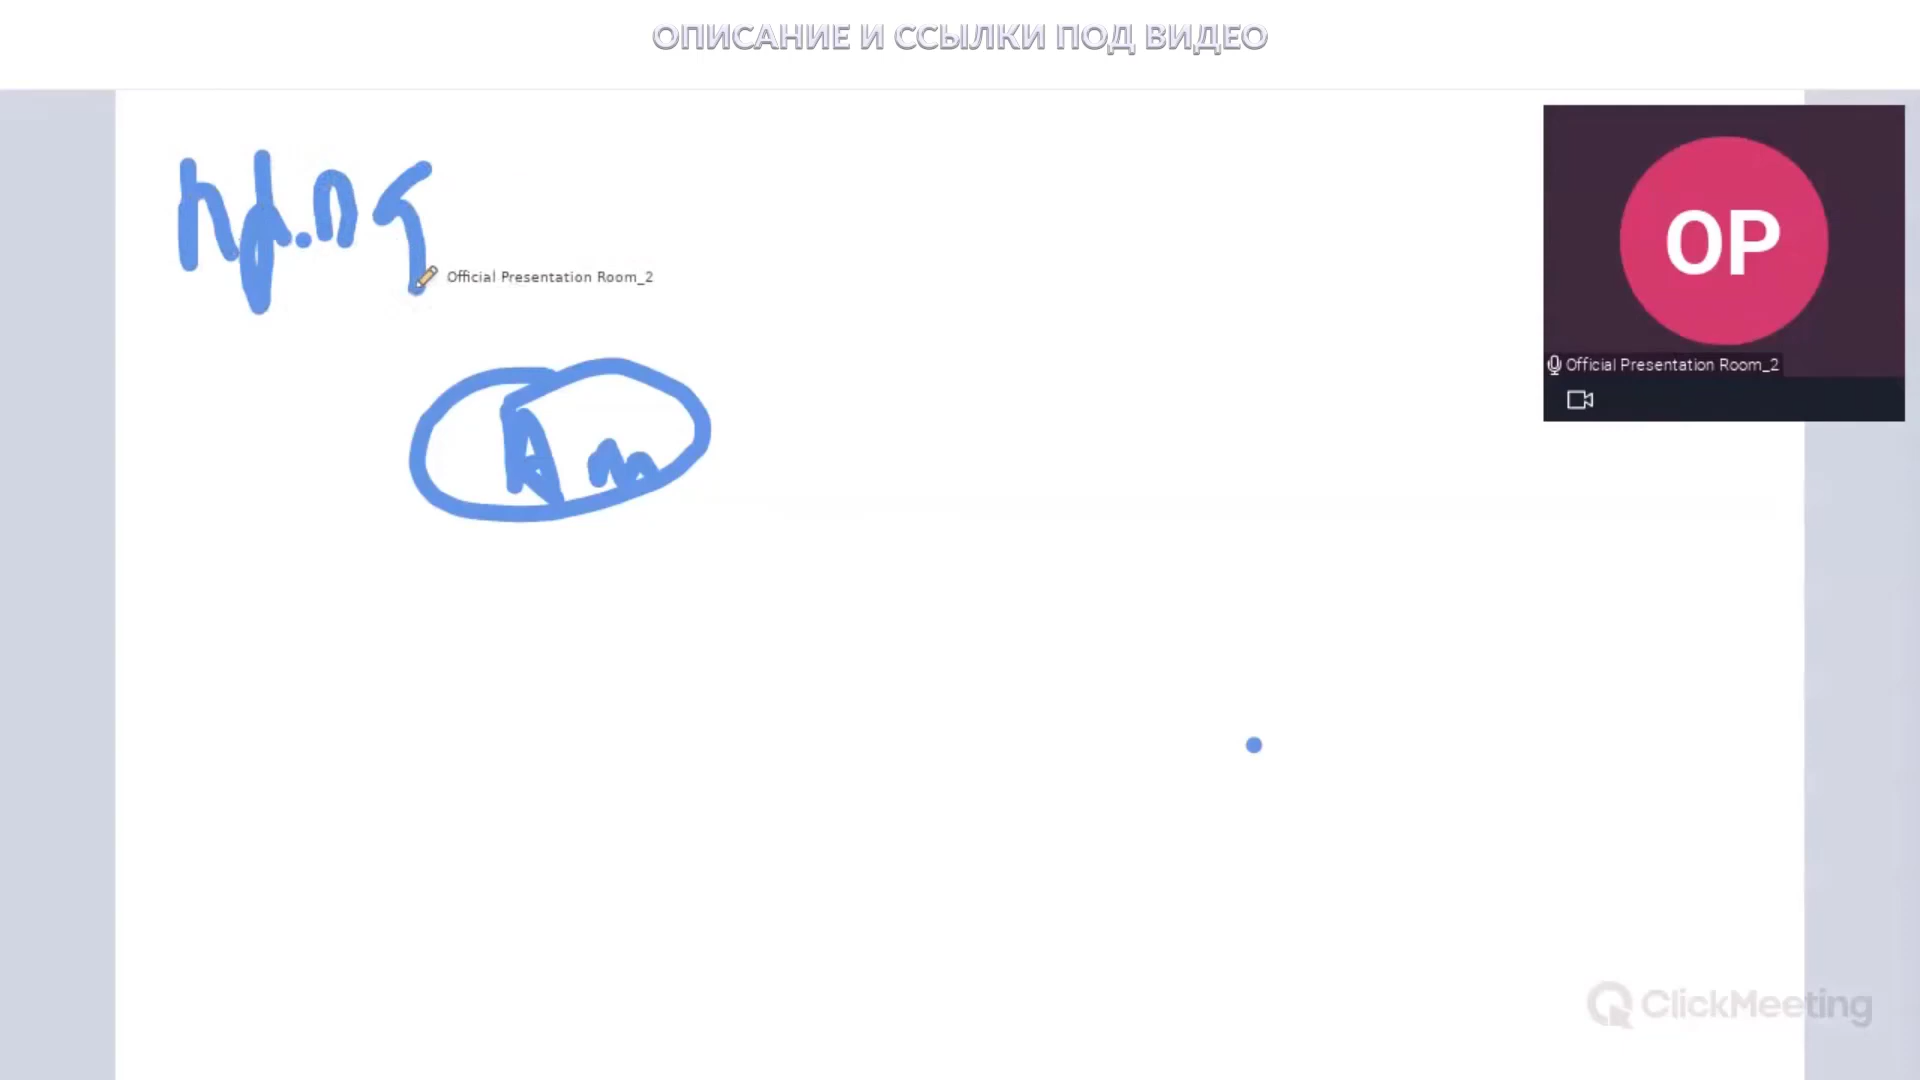 ОПИСАНИЕ И ССЫЛКИ ПОД ВИДЕО
Official Presentation Room_2
OP
Official Presentation Room_2
ClickMeeting